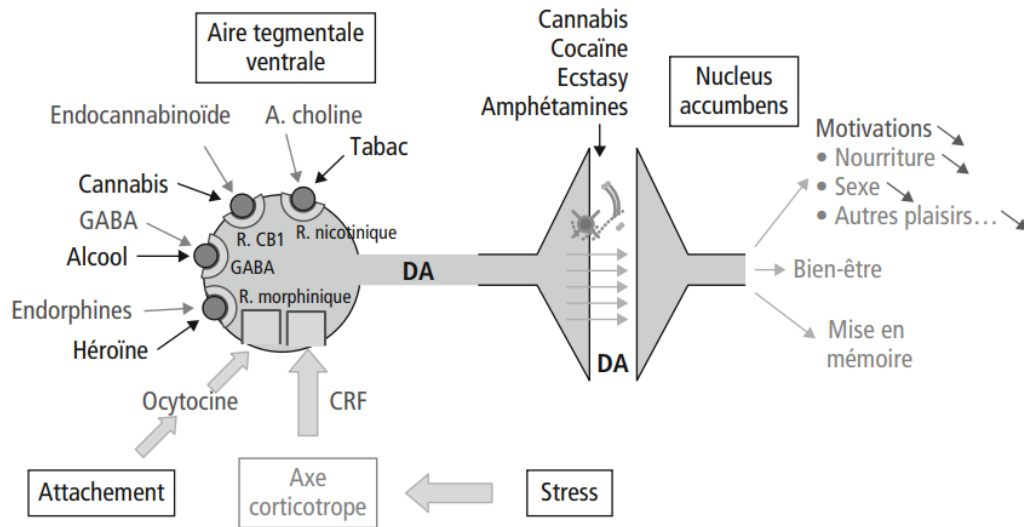 Aire tegmentale
ventrale
Cannabis
Cocaïne
Ecstasy
Amphétamines
Nucleus
accumbens
Endocannabinoïde
A. choline
Tabac
Cannabis
GABA
Alcool
Endorphines
Héroïne
R. CB1
R. nicotinique
GABA
R. morphinique
DA
DA
Motivations
• Nourriture
• Sexe
• Autres plaisirs…
Bien-être
Mise en
mémoire
Ocytocine
CRF
Attachement
Axe
corticotrope
Stress